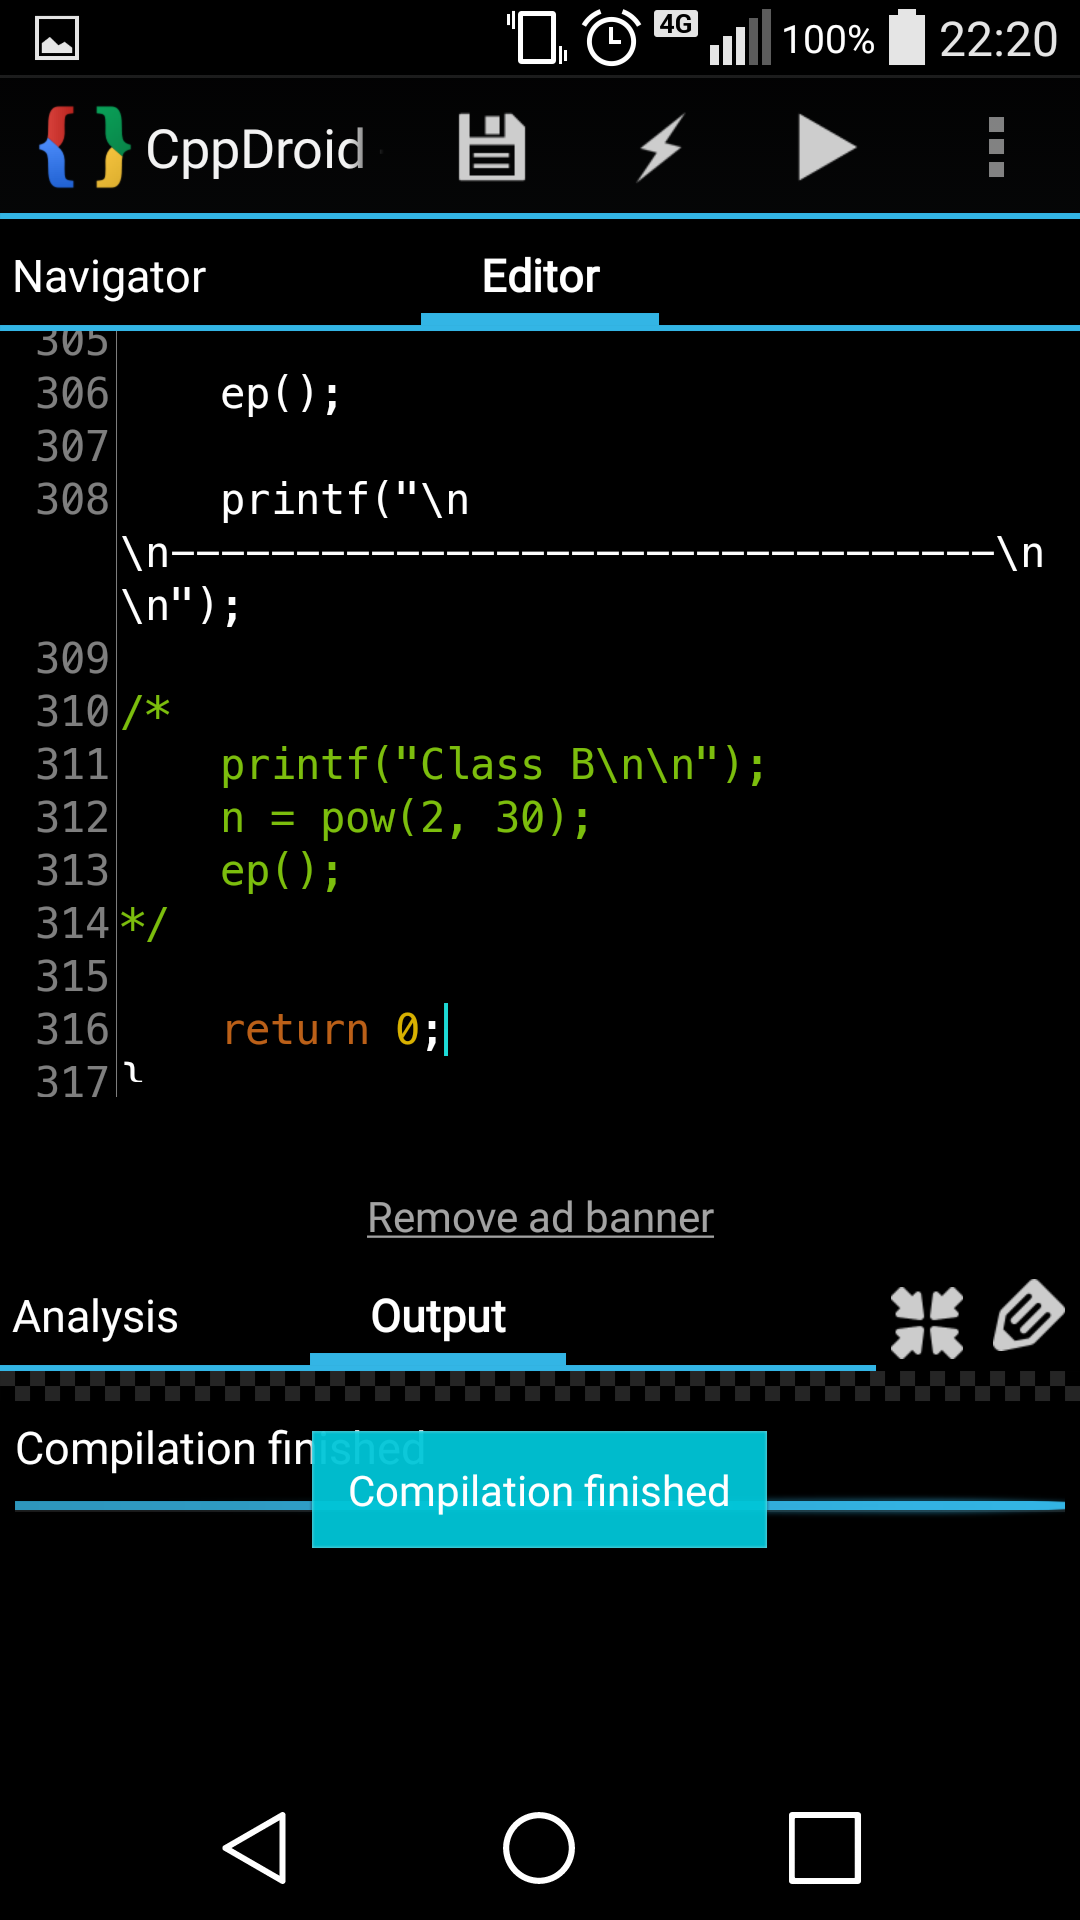 4G 100% 22:20
CppDroid
Navigator Editor
305
306 ep();
307
308 printf("\n
\n---------------------------------\n
\n");
309
310 /*
311 printf("Class B\n\n");
312 n = pow(2, 30);
313 ep();
314 */
315
316 return 0;
317 }
Remove ad banner
Analysis Output
Compilation finished
Compilation finished